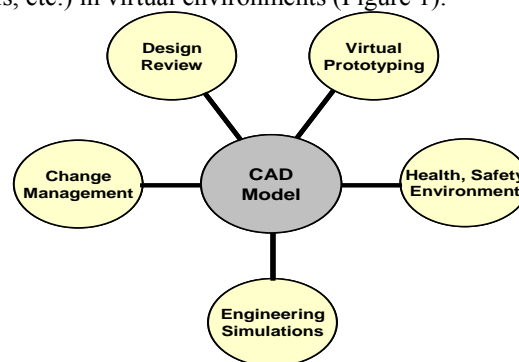 etc.) in virtual environments (Figure 1).
Design
Review
Virtual
Prototyping
Change
Management
CAD
Model
Health, Safety
Environment
Engineering
Simulations